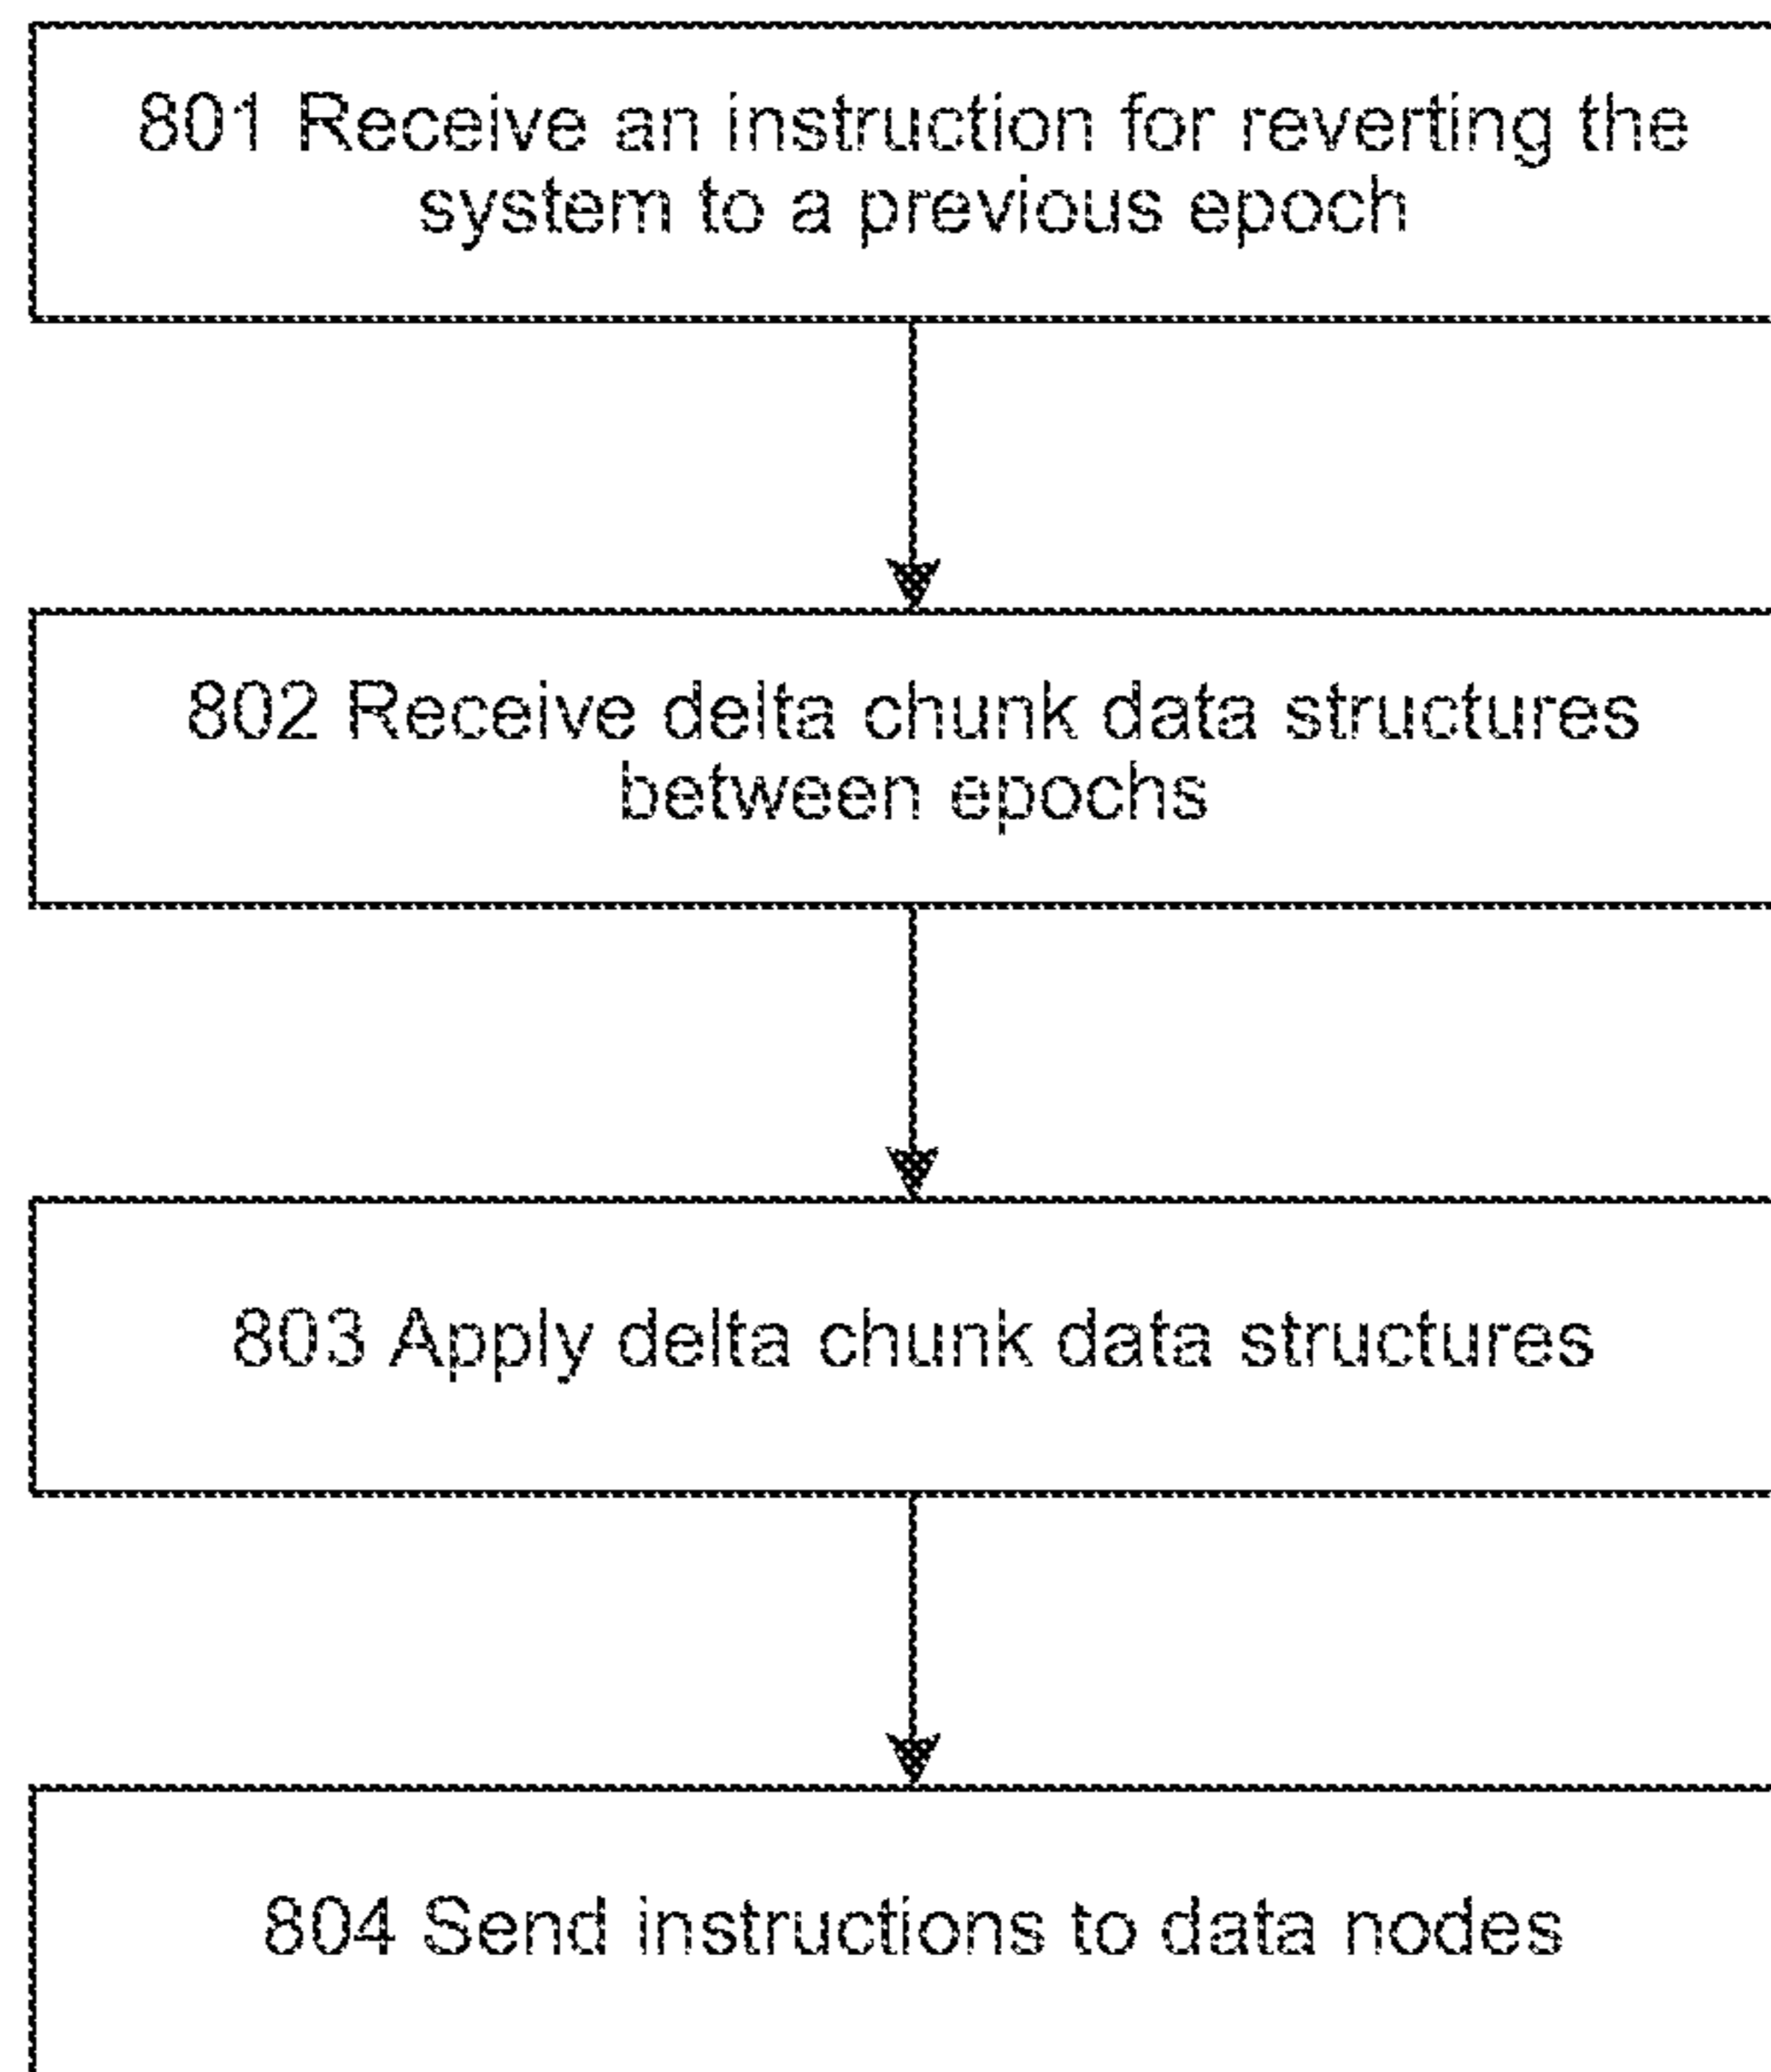 801 Receive an instruction for reverting the
system to a previous epoch
802 Receive delta chunk data structures
between epochs
803 Apply delta chunk data structures
804 Send instructions to data nodes